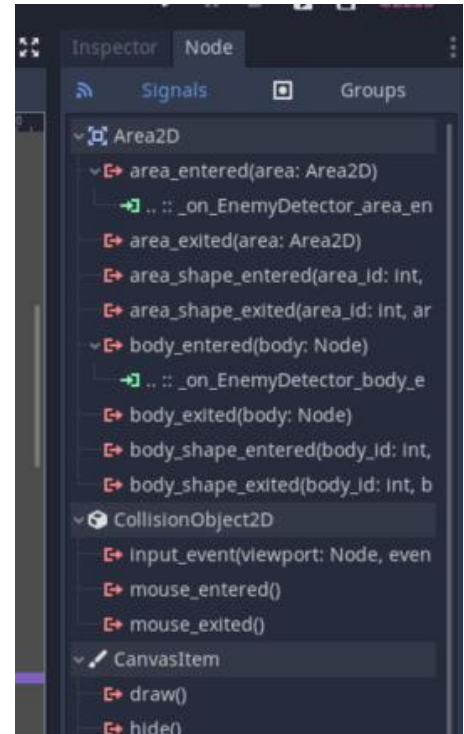 Inspector Node
Signals Groups
Area2D
area_entered(area: Area2D)
.. :: _on_EnemyDetector_area_en
area_exited(area: Area2D)
area_shape_entered(area_id: int,
area_shape_exited(area_id: int, ar
body_entered(body: Node)
.. :: _on_EnemyDetector_body_e
body_exited(body: Node)
body_shape_entered(body_id: int,
body_shape_exited(body_id: int, b
CollisionObject2D
input_event(viewport: Node, even
mouse_entered()
mouse_exited()
CanvasItem
draw()
hide()